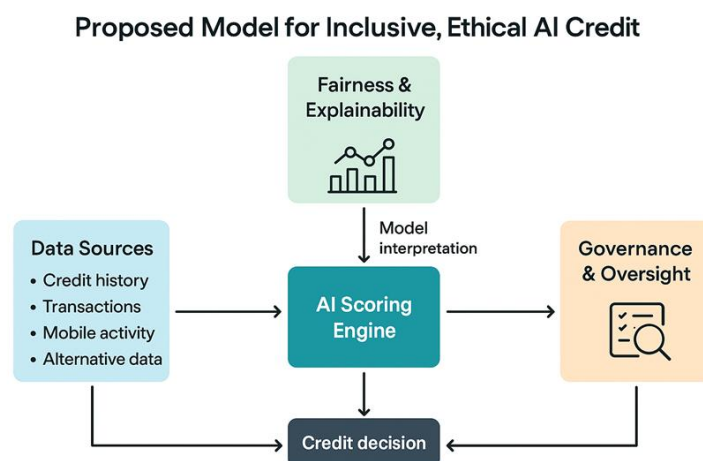 Proposed Model for Inclusive, Ethical AI Credit
Fairness &
Explainability
Model
interpretation
Data Sources
• Credit history
• Transactions
• Mobile activity
• Alternative data
AI Scoring
Engine
Governance
& Oversight
Credit decision